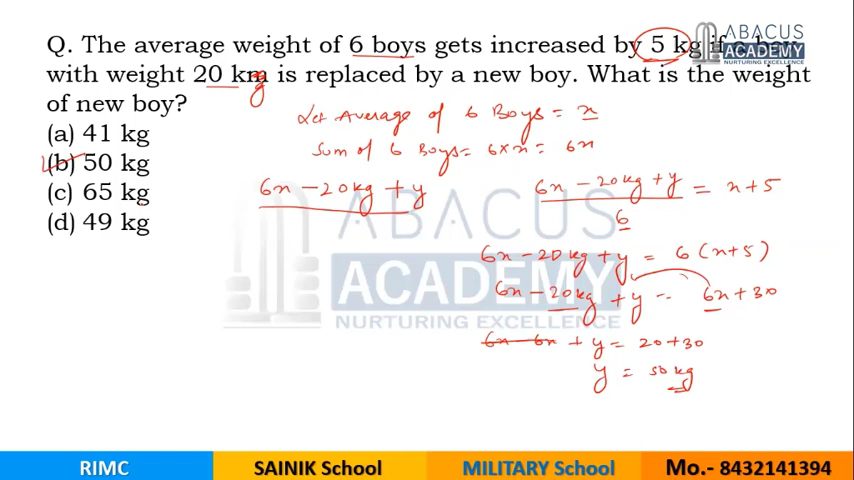 ABACUS
ACADEMY
NURTURING EXCELLENCE
Q. The average weight of 6 boys gets increased by 5 kg if
with weight 20 kg is replaced by a new boy. What is the weight
of new boy?
(a) 41 kg
(b) 50 kg
(c) 65 kg
(d) 49 kg
Let Average of 6 Boys = x
Sum of 6 Boys = 6×x = 6x
6x - 20kg + y
6x - 20kg + y = x+5
6
6x - 20kg + y = 6(x+5)
6x - 20kg + y = 6x+30
6x - 6x + y = 20+30
y = 50 kg
ABACUS
ACADEMY
NURTURING EXCELLENCE
RIMC
SAINIK School
MILITARY School
Mo.- 8432141394